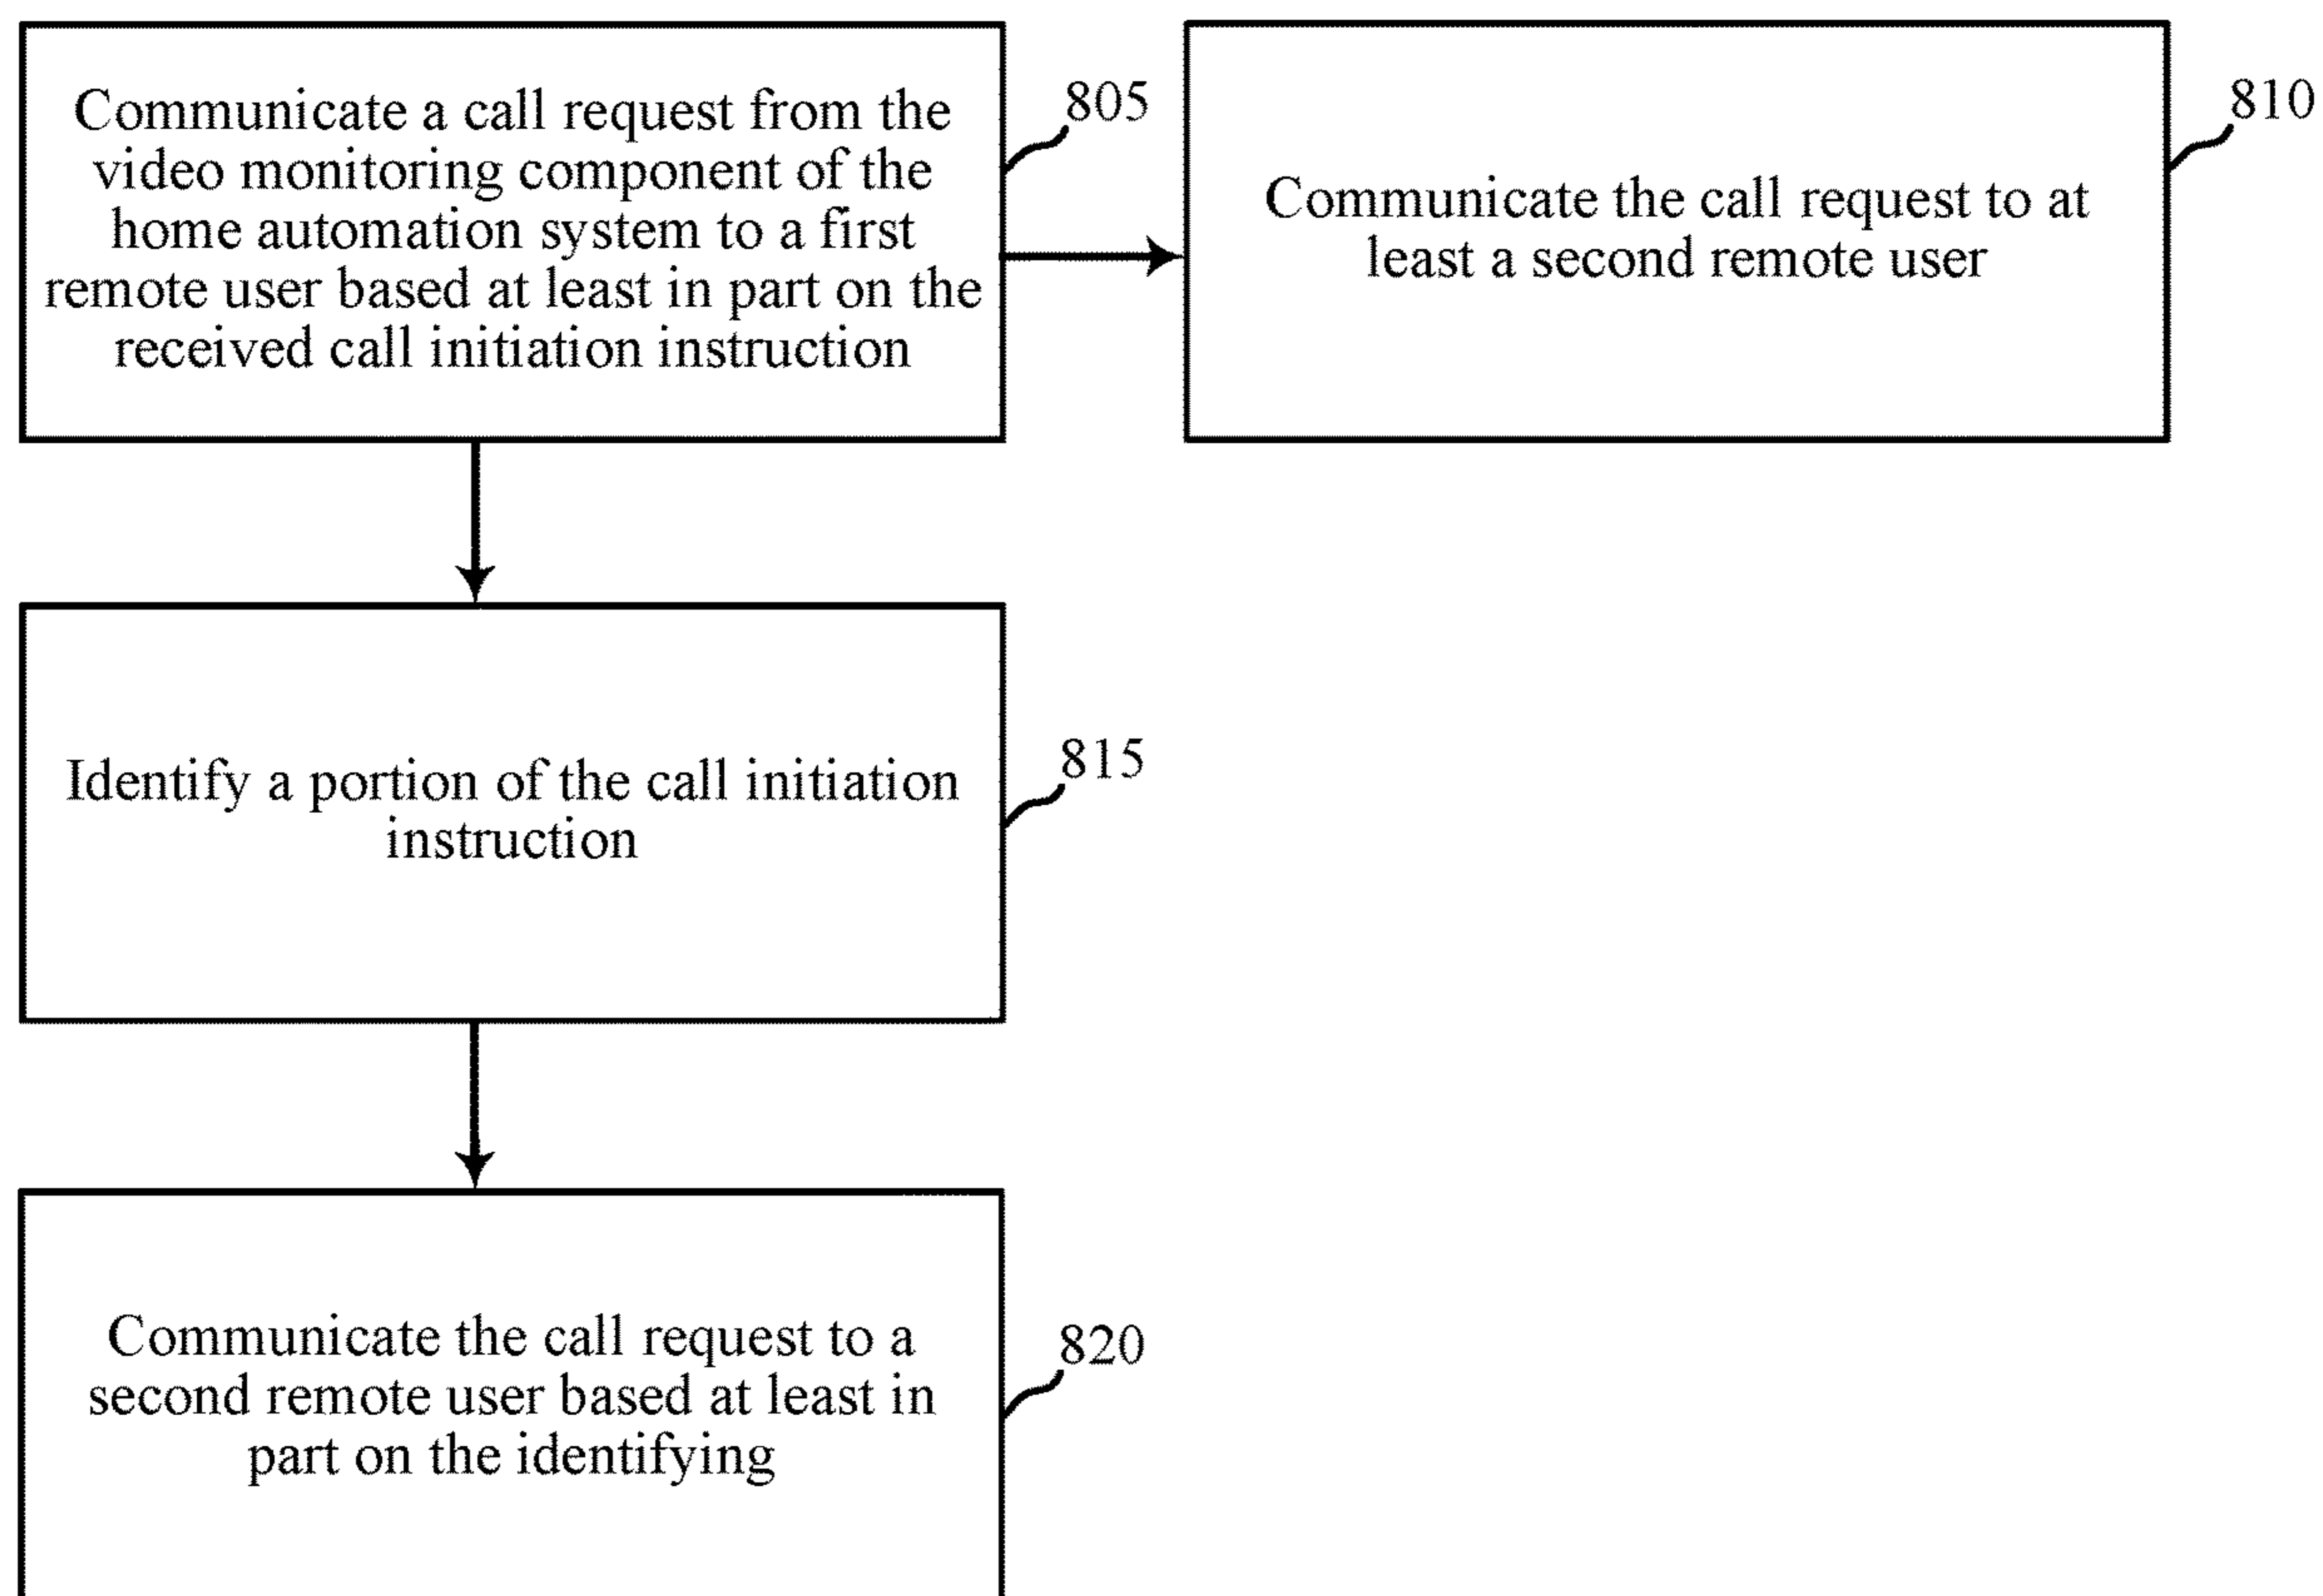 Communicate a call request from the
video monitoring component of the
home automation system to a first
remote user based at least in part on the
received call initiation instruction
805
Communicate the call request to at
least a second remote user
810
Identify a portion of the call initiation
instruction
815
Communicate the call request to a
second remote user based at least in
part on the identifying
820